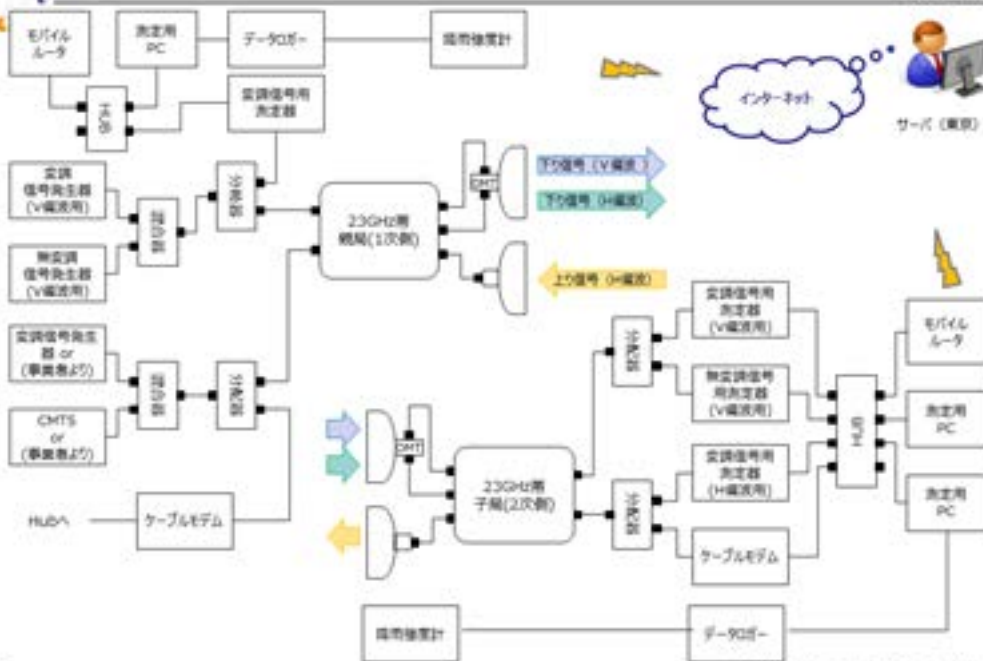 モバイル
ルータ
測定用
PC
データロガー
降雨強度計
HUB
変調信号用
測定器
インターネット
サーバ（東京）
変調
信号発生器
(V偏波用)
無変調
信号発生器
(V偏波用)
混合器
分配器
23GHz帯
親局(1次側)
OMT
下り信号（V偏波）
下り信号（H偏波）
上り信号（H偏波）
変調信号発生
器 or
(事業者より)
CMTS
or
(事業者より)
混合器
分配器
Hubへ
ケーブルモデム
OMT
23GHz帯
子局(2次側)
分配器
分配器
変調信号用
測定器
(V偏波用)
無変調信号
用測定器
(V偏波用)
変調信号用
測定器
(H偏波用)
ケーブルモデム
HUB
モバイル
ルータ
測定用
PC
測定用
PC
降雨強度計
データロガー